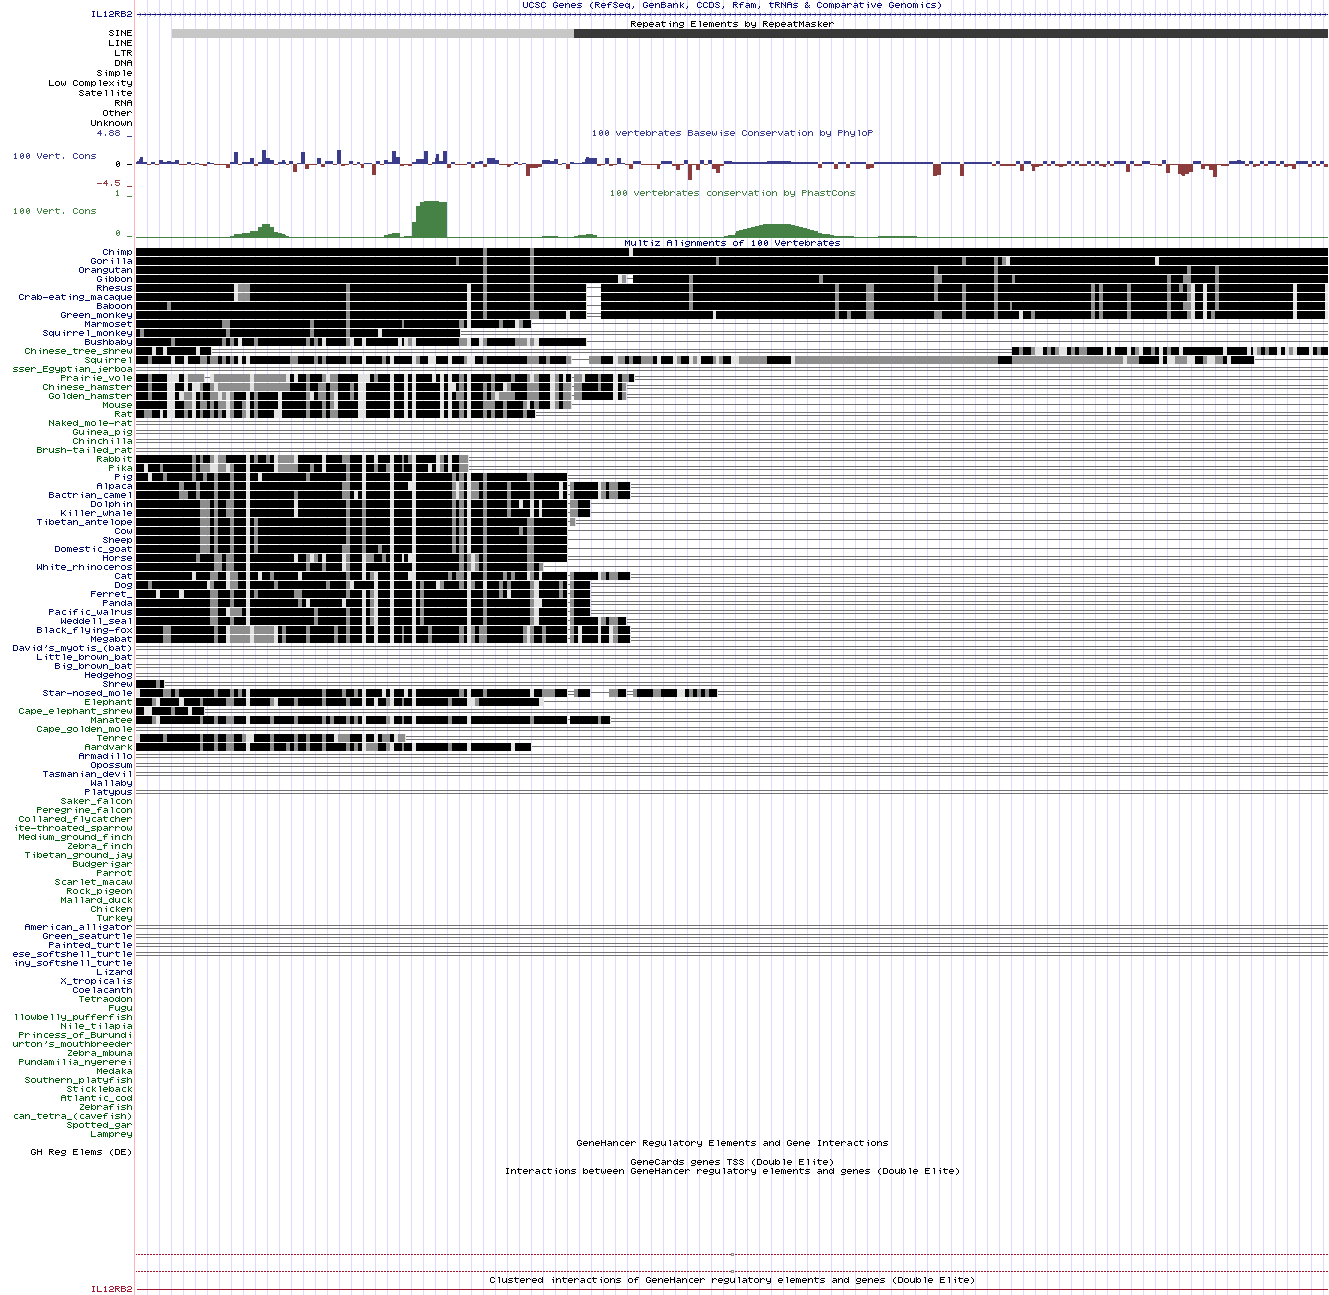 UCSC Genes (RefSeq, GenBank, CCDS, Rfam, tRNAs & Comparative Genomics)
IL12RB2
Repeating Elements by RepeatMasker
SINE
LINE
LTR
DNA
Simple
Low Complexity
Satellite
RNA
Other
Unknown
4.88 _
100 vertebrates Basewise Conservation by PhyloP
100 Vert. Cons
0 -
-4.5 _
1 _
100 vertebrates conservation by PhastCons
100 Vert. Cons
0 _
Multiz Alignments of 100 Vertebrates
Chimp
Gorilla
Orangutan
Gibbon
Rhesus
Crab-eating_macaque
Baboon
Green_monkey
Marmoset
Squirrel_monkey
Bushbaby
Chinese_tree_shrew
Squirrel
sser_Egyptian_jerboa
Prairie_vole
Chinese_hamster
Golden_hamster
Mouse
Rat
Naked_mole-rat
Guinea_pig
Chinchilla
Brush-tailed_rat
Rabbit
Pika
Pig
Alpaca
Bactrian_camel
Dolphin
Killer_whale
Tibetan_antelope
Cow
Sheep
Domestic_goat
Horse
White_rhinoceros
Cat
Dog
Ferret_
Panda
Pacific_walrus
Weddell_seal
Black_flying-fox
Megabat
David's_myotis_(bat)
Little_brown_bat
Big_brown_bat
Hedgehog
Shrew
Star-nosed_mole
Elephant
Cape_elephant_shrew
Manatee
Cape_golden_mole
Tenrec
Aardvark
Armadillo
Opossum
Tasmanian_devil
Wallaby
Platypus
Saker_falcon
Peregrine_falcon
Collared_flycatcher
ite-throated_sparrow
Medium_ground_finch
Zebra_finch
Tibetan_ground_jay
Budgerigar
Parrot
Scarlet_macaw
Rock_pigeon
Mallard_duck
Chicken
Turkey
American_alligator
Green_seaturtle
Painted_turtle
ese_softshell_turtle
iny_softshell_turtle
Lizard
X_tropicalis
Coelacanth
Tetraodon
Fugu
llowbelly_pufferfish
Nile_tilapia
Princess_of_Burundi
urton's_mouthbreeder
Zebra_mbuna
Pundamilia_nyererei
Medaka
Southern_platyfish
Stickleback
Atlantic_cod
Zebrafish
can_tetra_(cavefish)
Spotted_gar
Lamprey
GeneHancer Regulatory Elements and Gene Interactions
GH Reg Elems (DE)
GeneCards genes TSS (Double Elite)
Interactions between GeneHancer regulatory elements and genes (Double Elite)
Clustered interactions of GeneHancer regulatory elements and genes (Double Elite)
IL12RB2